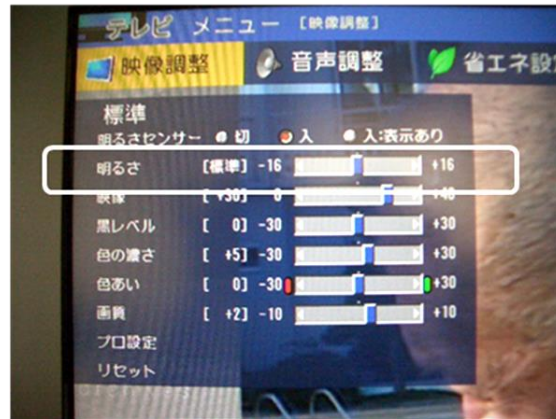 テレビ メニュー [映像調整]
映像調整 音声調整 省エネ設
標準
明るさセンサー 切 入 入:表示あり
明るさ [標準] -16 +16
映像 [ +30] 0 +40
黒レベル [ 0] -30 +30
色の濃さ [ +5] -30 +30
色あい [ 0] -30 +30
画質 [ +2] -10 +10
プロ設定
リセット